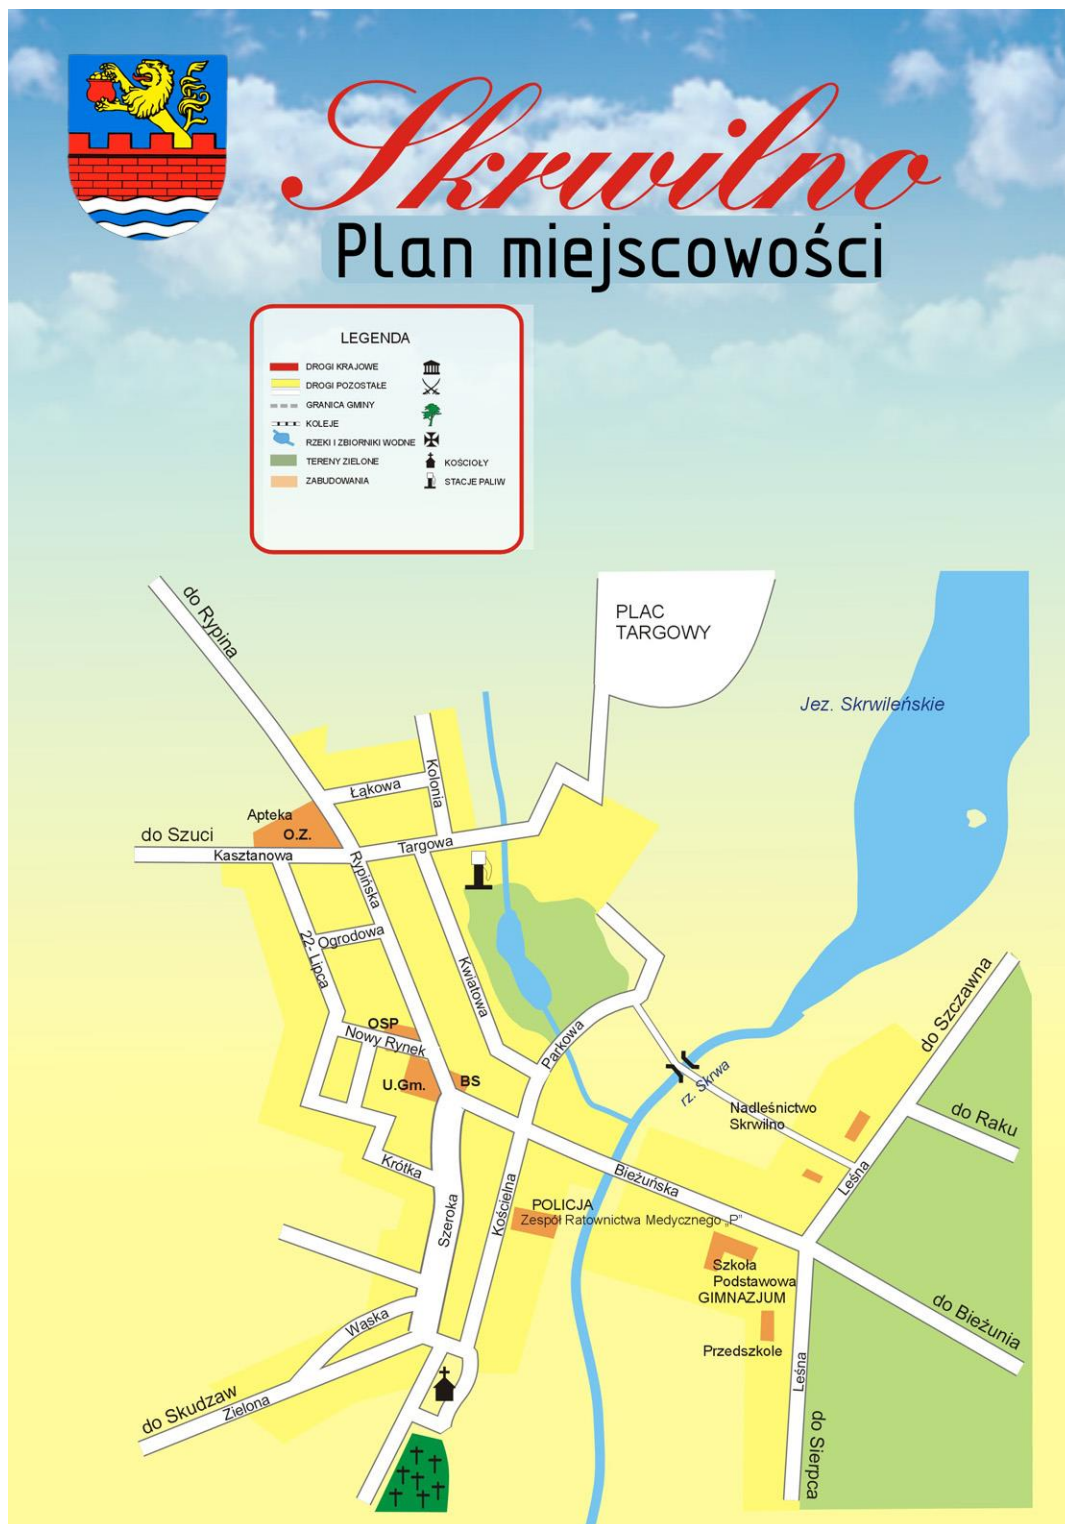 Skrwilno
Plan miejscowości
LEGENDA
DROGI KRAJOWE
DROGI POZOSTAŁE
GRANICA GMINY
KOLEJE
RZEKI I ZBIORNIKI WODNE
TERENY ZIELONE
KOŚCIOŁY
ZABUDOWANIA
STACJE PALIW
do Rypina
PLAC
TARGOWY
Jez. Skrwileńskie
Kolonia
Łąkowa
Apteka
O.Z.
do Szuci
Kasztanowa
Targowa
Rypińska
22- Lipca
Ogrodowa
Kwiatowa
do Szczawna
OSP
Nowy Rynek
Parkowa
U.Gm.
BS
rz. Skrwa
Nadleśnictwo
Skrwilno
do Raku
Krótka
Bieżuńska
Leśna
Szeroka
Kościelna
POLICJA
Zespół Ratownictwa Medycznego „P”
Szkoła
Podstawowa
GIMNAZJUM
do Bieżunia
Wąska
Przedszkole
Leśna
do Skudzaw
Zielona
do Sierpca